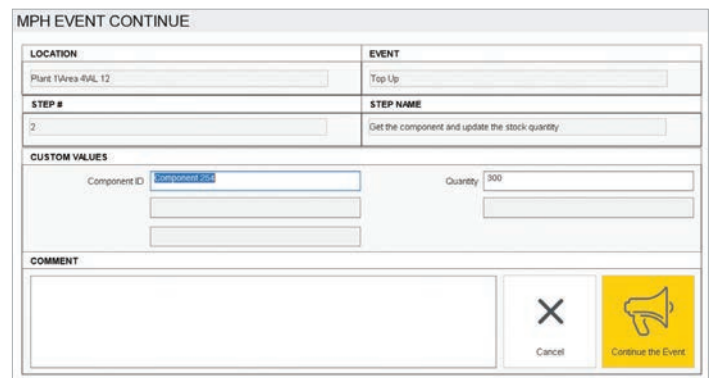 MPH EVENT CONTINUE
LOCATION EVENT
Plant 1\Area 4\AL 12 Top Up
STEP # STEP NAME
2 Get the component and update the stock quantity
CUSTOM VALUES
Component ID Component 254 Quantity 300
COMMENT
Cancel Continue the Event